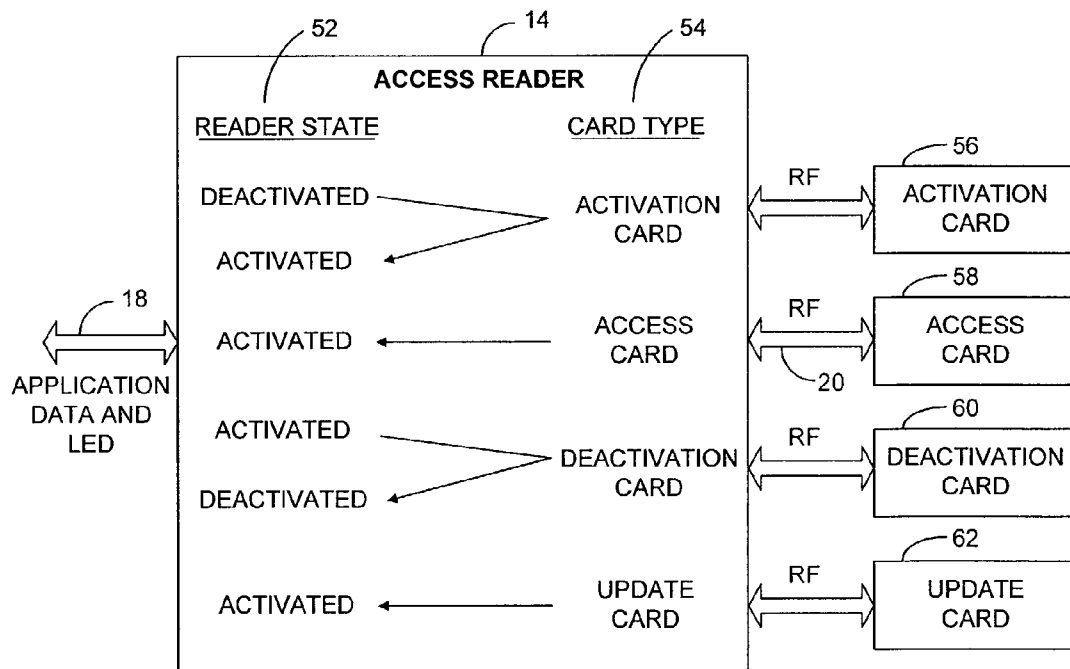 52
14
54
ACCESS READER
READER STATE
CARD TYPE
DEACTIVATED
ACTIVATED
ACTIVATION
CARD
RF
56
ACTIVATION
CARD
18
APPLICATION
DATA AND
LED
ACTIVATED
ACCESS
CARD
RF
20
58
ACCESS
CARD
ACTIVATED
DEACTIVATED
DEACTIVATION
CARD
RF
60
DEACTIVATION
CARD
ACTIVATED
UPDATE
CARD
RF
62
UPDATE
CARD